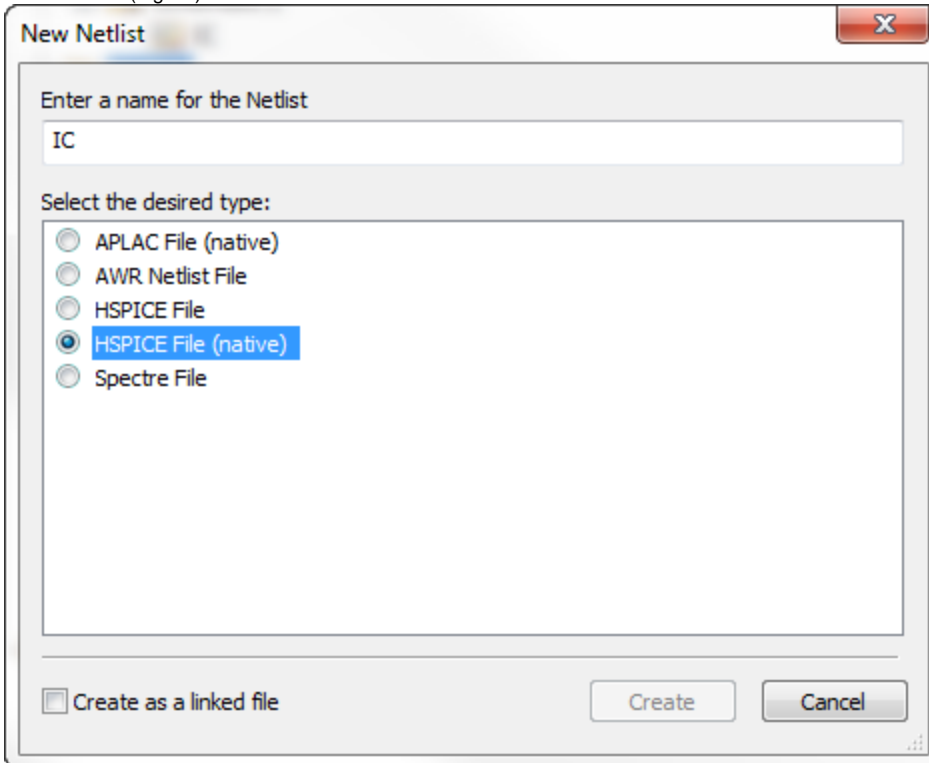 New Netlist
Enter a name for the Netlist
IC
Select the desired type:
APLAC File (native)
AWR Netlist File
HSPICE File
HSPICE File (native)
Spectre File
Create as a linked file
Create
Cancel